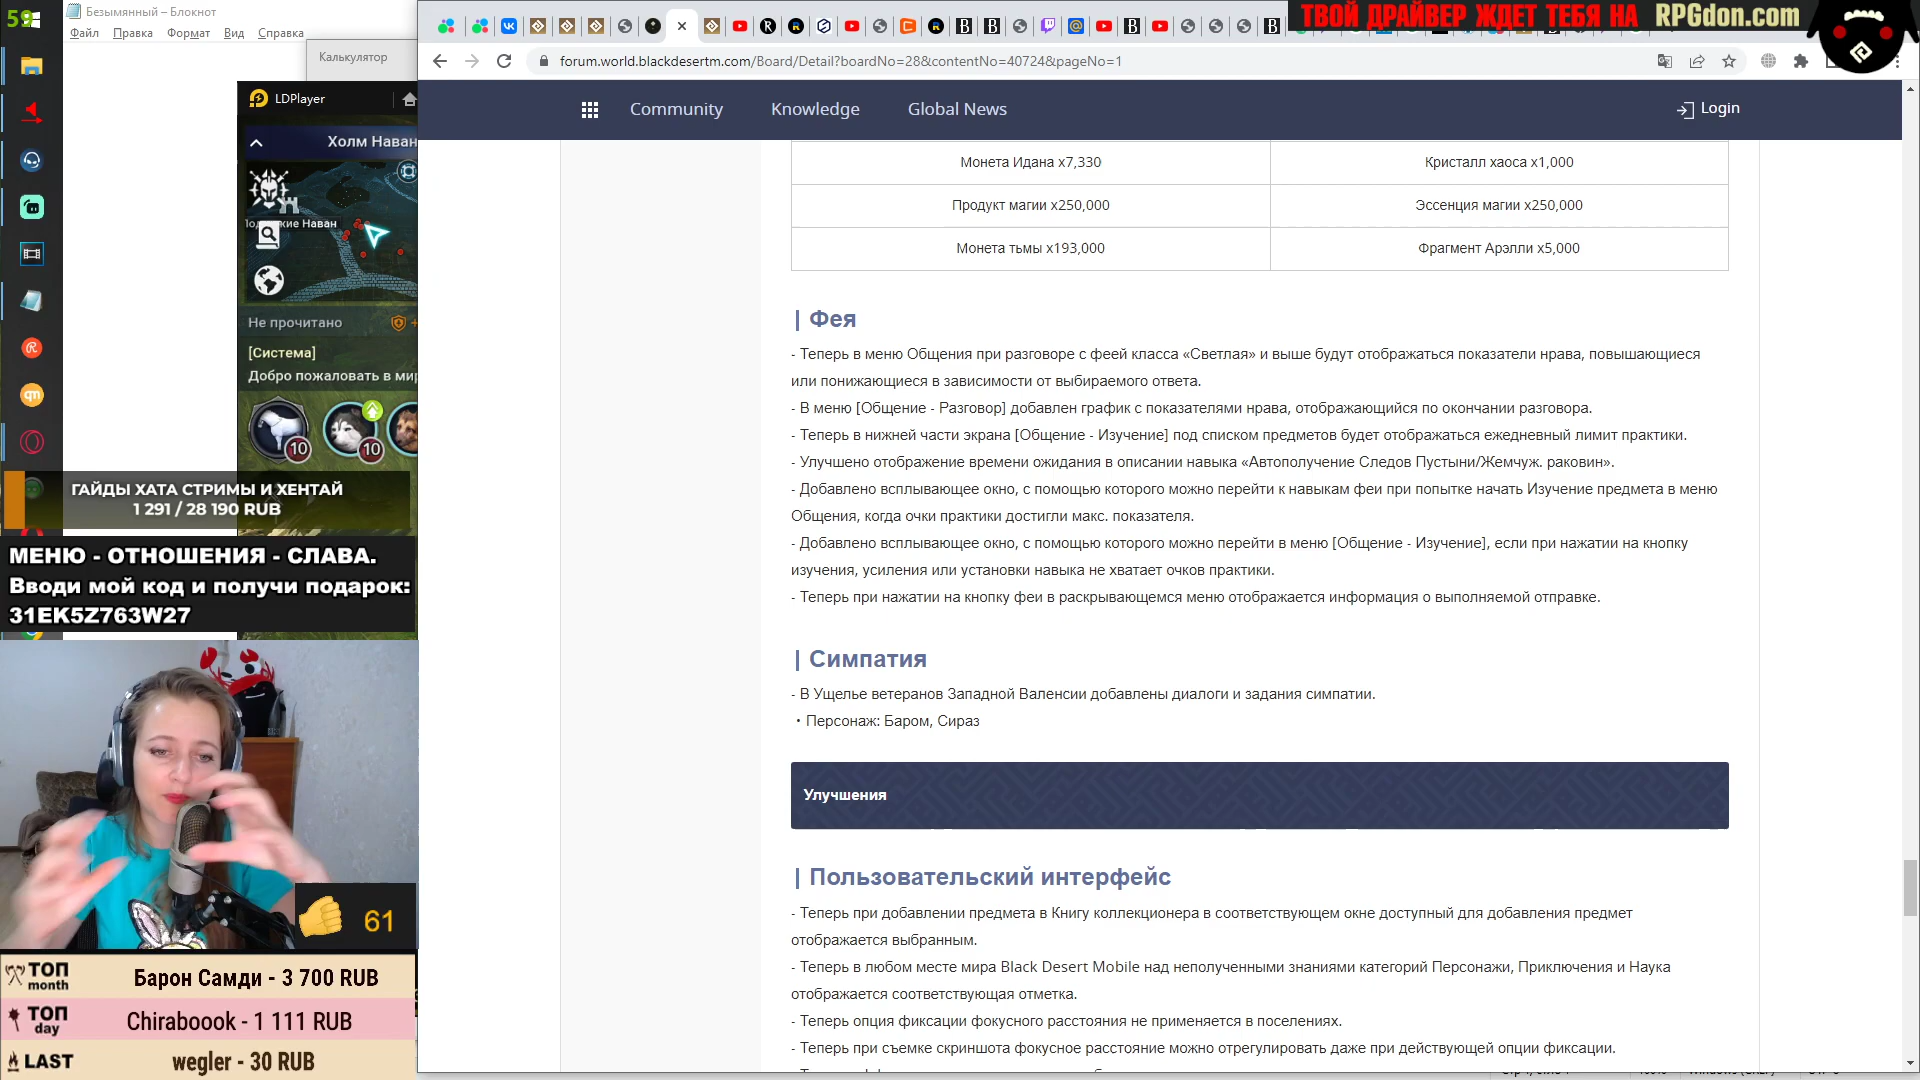 59
Безымянный – Блокнот
Файл Правка Формат Вид Справка
Калькулятор
LDPlayer
Холм Наван
Не прочитано
[Система]
Добро пожаловать в мир
10
10
ГАЙДЫ ХАТА СТРИМЫ И ХЕНТАЙ
1 291 / 28 190 RUB
МЕНЮ - ОТНОШЕНИЯ - СЛАВА.
Вводи мой код и получи подарок:
31EK5Z763W27
61
ТОП month Барон Самди - 3 700 RUB
ТОП day Chiraboook - 1 111 RUB
LAST wegler - 30 RUB
ТВОЙ ДРАЙВЕР ЖДЕТ ТЕБЯ НА RPGdon.com
forum.world.blackdesertm.com/Board/Detail?boardNo=28&contentNo=40724&pageNo=1
Community Knowledge Global News Login
Монета Идана x7,330 Кристалл хаоса x1,000
Продукт магии x250,000 Эссенция магии x250,000
Монета тьмы x193,000 Фрагмент Арэлли x5,000
| Фея
- Теперь в меню Общения при разговоре с феей класса «Светлая» и выше будут отображаться показатели нрава, повышающиеся
или понижающиеся в зависимости от выбираемого ответа.
- В меню [Общение - Разговор] добавлен график с показателями нрава, отображающийся по окончании разговора.
- Теперь в нижней части экрана [Общение - Изучение] под списком предметов будет отображаться ежедневный лимит практики.
- Улучшено отображение времени ожидания в описании навыка «Автополучение Следов Пустыни/Жемчуж. раковин».
- Добавлено всплывающее окно, с помощью которого можно перейти к навыкам феи при попытке начать Изучение предмета в меню
Общения, когда очки практики достигли макс. показателя.
- Добавлено всплывающее окно, с помощью которого можно перейти в меню [Общение - Изучение], если при нажатии на кнопку
изучения, усиления или установки навыка не хватает очков практики.
- Теперь при нажатии на кнопку феи в раскрывающемся меню отображается информация о выполняемой отправке.
| Симпатия
- В Ущелье ветеранов Западной Валенсии добавлены диалоги и задания симпатии.
・Персонаж: Баром, Сираз
Улучшения
| Пользовательский интерфейс
- Теперь при добавлении предмета в Книгу коллекционера в соответствующем окне доступный для добавления предмет
отображается выбранным.
- Теперь в любом месте мира Black Desert Mobile над неполученными знаниями категорий Персонажи, Приключения и Наука
отображается соответствующая отметка.
- Теперь опция фиксации фокусного расстояния не применяется в поселениях.
- Теперь при съемке скриншота фокусное расстояние можно отрегулировать даже при действующей опции фиксации.